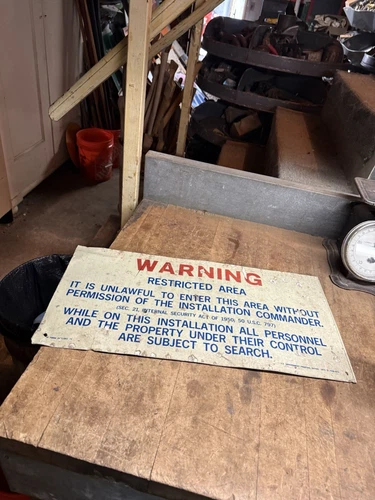 WARNING
RESTRICTED AREA
IT IS UNLAWFUL TO ENTER THIS AREA WITHOUT
PERMISSION OF THE INSTALLATION COMMANDER.
(SEC. 21, INTERNAL SECURITY ACT OF 1950; 50 U.S.C. 797)
WHILE ON THIS INSTALLATION ALL PERSONNEL
AND THE PROPERTY UNDER THEIR CONTROL
ARE SUBJECT TO SEARCH.